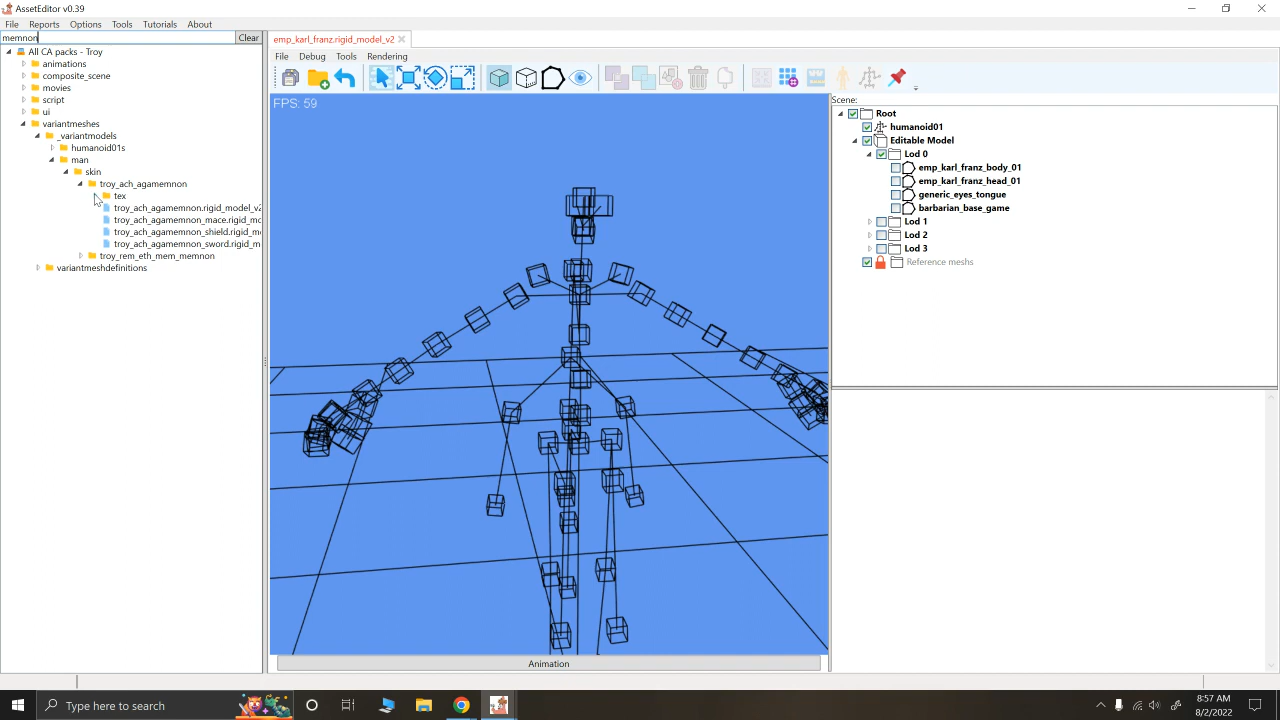 AssetEditor v0.39
File Reports Options Tools Tutorials About
memnon Clear
emp_karl_franz.rigid_model_v2
All CA packs - Troy
animations
composite_scene
movies
script
ui
variantmeshes
_variantmodels
humanoid01s
man
skin
troy_ach_agamemnon
tex
troy_ach_agamemnon.rigid_model_v2
troy_ach_agamemnon_mace.rigid_mo
troy_ach_agamemnon_shield.rigid_m
troy_ach_agamemnon_sword.rigid_m
troy_rem_eth_mem_memnon
variantmeshdefinitions
File Debug Tools Rendering
FPS: 59
Animation
Scene:
Root
humanoid01
Editable Model
Lod 0
emp_karl_franz_body_01
emp_karl_franz_head_01
generic_eyes_tongue
barbarian_base_game
Lod 1
Lod 2
Lod 3
Reference meshs
Type here to search
8:57 AM
8/2/2022